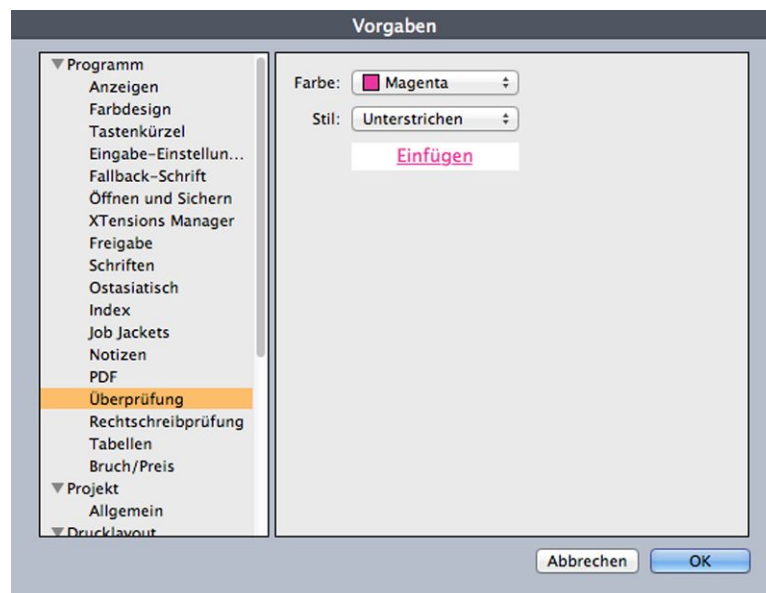 Vorgaben
Programm
Anzeigen
Farbdesign
Tastenkürzel
Eingabe-Einstellun...
Fallback-Schrift
Öffnen und Sichern
XTensions Manager
Freigabe
Schriften
Ostasiatisch
Index
Job Jackets
Notizen
PDF
Überprüfung
Rechtschreibprüfung
Tabellen
Bruch/Preis
Projekt
Allgemein
Drucklayout
Farbe: Magenta
Stil: Unterstrichen
Einfügen
Abbrechen OK